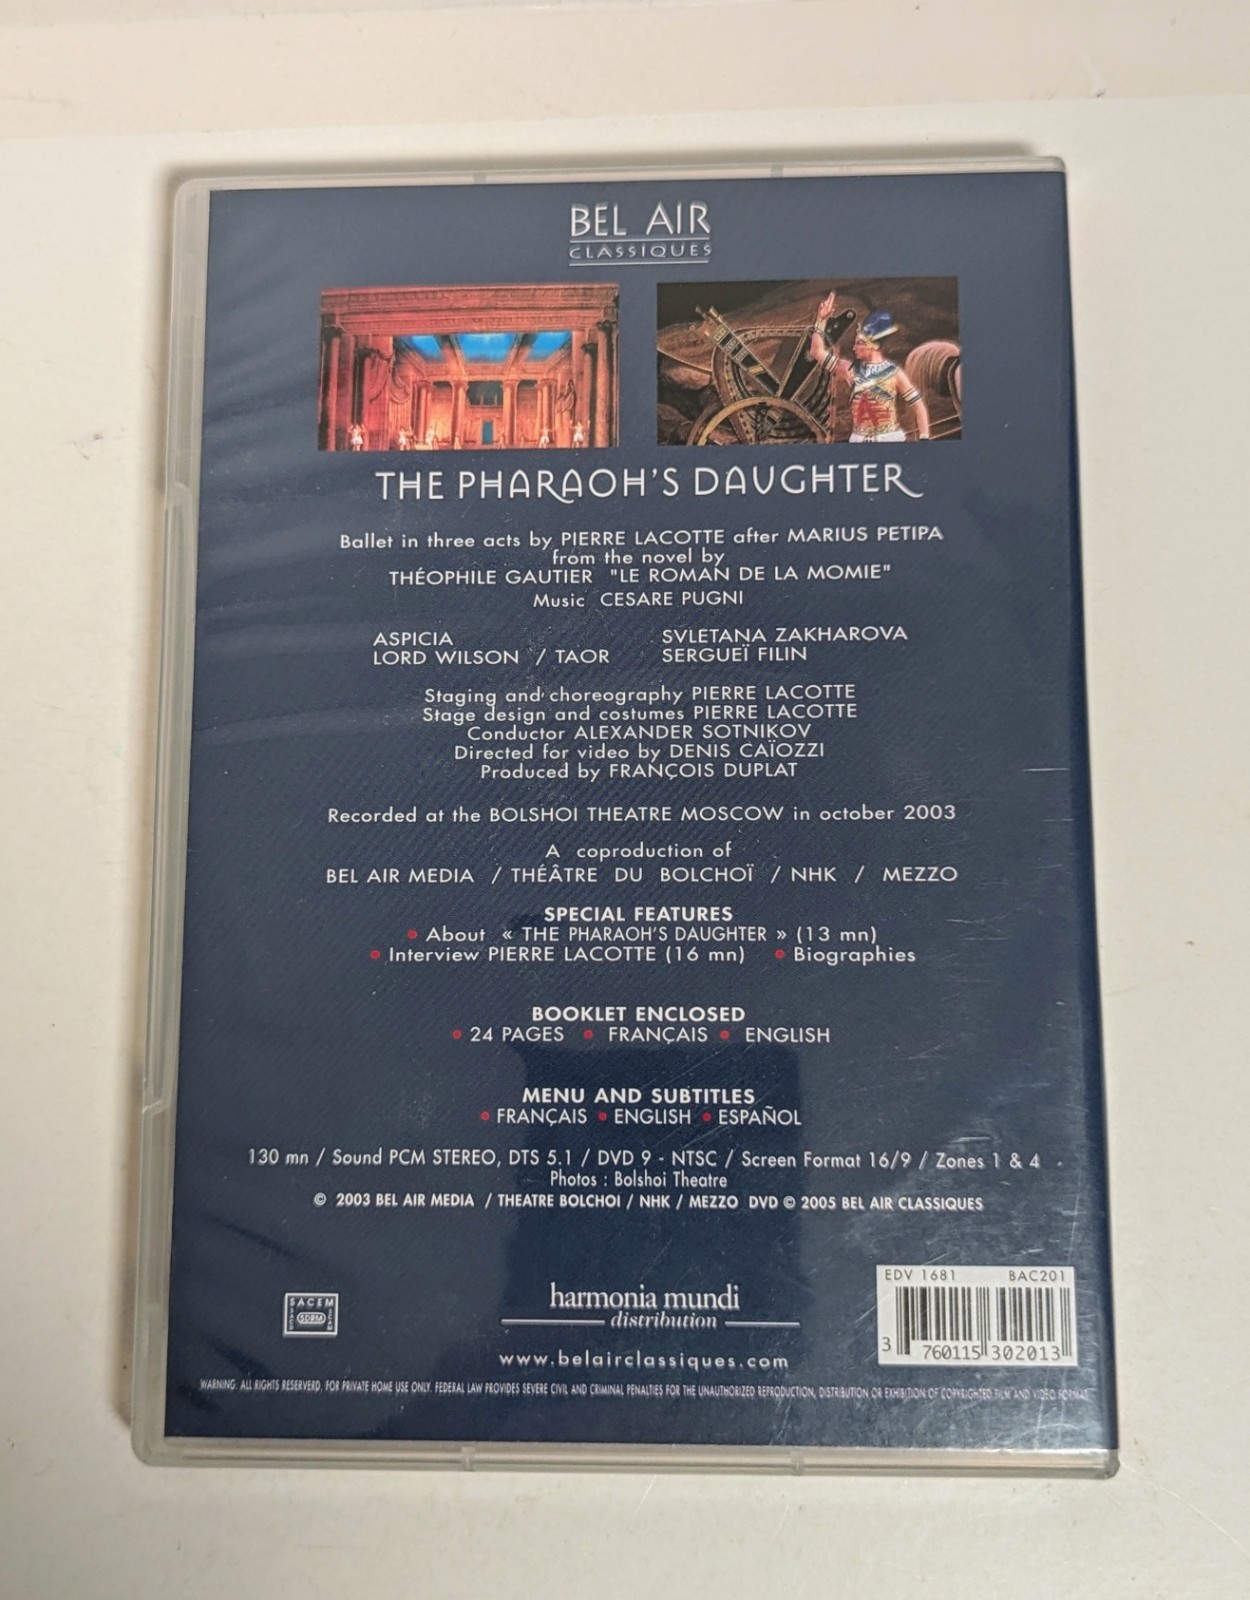 BEL AIR
CLASSIQUES
THE PHARAOH'S DAUGHTER
Ballet in three acts by PIERRE LACOTTE after MARIUS PETIPA
from the novel by
THÉOPHILE GAUTIER "LE ROMAN DE LA MOMIE"
Music CESARE PUGNI
ASPICIA SVLETANA ZAKHAROVA
LORD WILSON / TAOR SERGUEÏ FILIN
Staging and choreography PIERRE LACOTTE
Stage design and costumes PIERRE LACOTTE
Conductor ALEXANDER SOTNIKOV
Directed for video by DENIS CAÏOZZI
Produced by FRANÇOIS DUPLAT
Recorded at the BOLSHOI THEATRE MOSCOW in october 2003
A coproduction of
BEL AIR MEDIA / THÉÂTRE DU BOLCHOÏ / NHK / MEZZO
SPECIAL FEATURES
• About « THE PHARAOH'S DAUGHTER » (13 mn)
• Interview PIERRE LACOTTE (16 mn) • Biographies
BOOKLET ENCLOSED
• 24 PAGES • FRANÇAIS • ENGLISH
MENU AND SUBTITLES
• FRANÇAIS • ENGLISH • ESPAÑOL
130 mn / Sound PCM STEREO, DTS 5.1 / DVD 9 - NTSC / Screen Format 16/9 / Zones 1 & 4
Photos : Bolshoi Theatre
© 2003 BEL AIR MEDIA / THEATRE BOLCHOI / NHK / MEZZO DVD © 2005 BEL AIR CLASSIQUES
EDV 1681 BAC201
SACEM
SDRM
harmonia mundi
distribution
3 760115 302013
www.belairclassiques.com
WARNING: ALL RIGHTS RESERVERD, FOR PRIVATE HOME USE ONLY. FEDERAL LAW PROVIDES SEVERE CIVIL AND CRIMINAL PENALTIES FOR THE UNAUTHORIZED REPRODUCTION, DISTRIBUTION OR EXHIBITION OF COPYRIGHTED FILM AND VIDEO FORMAT